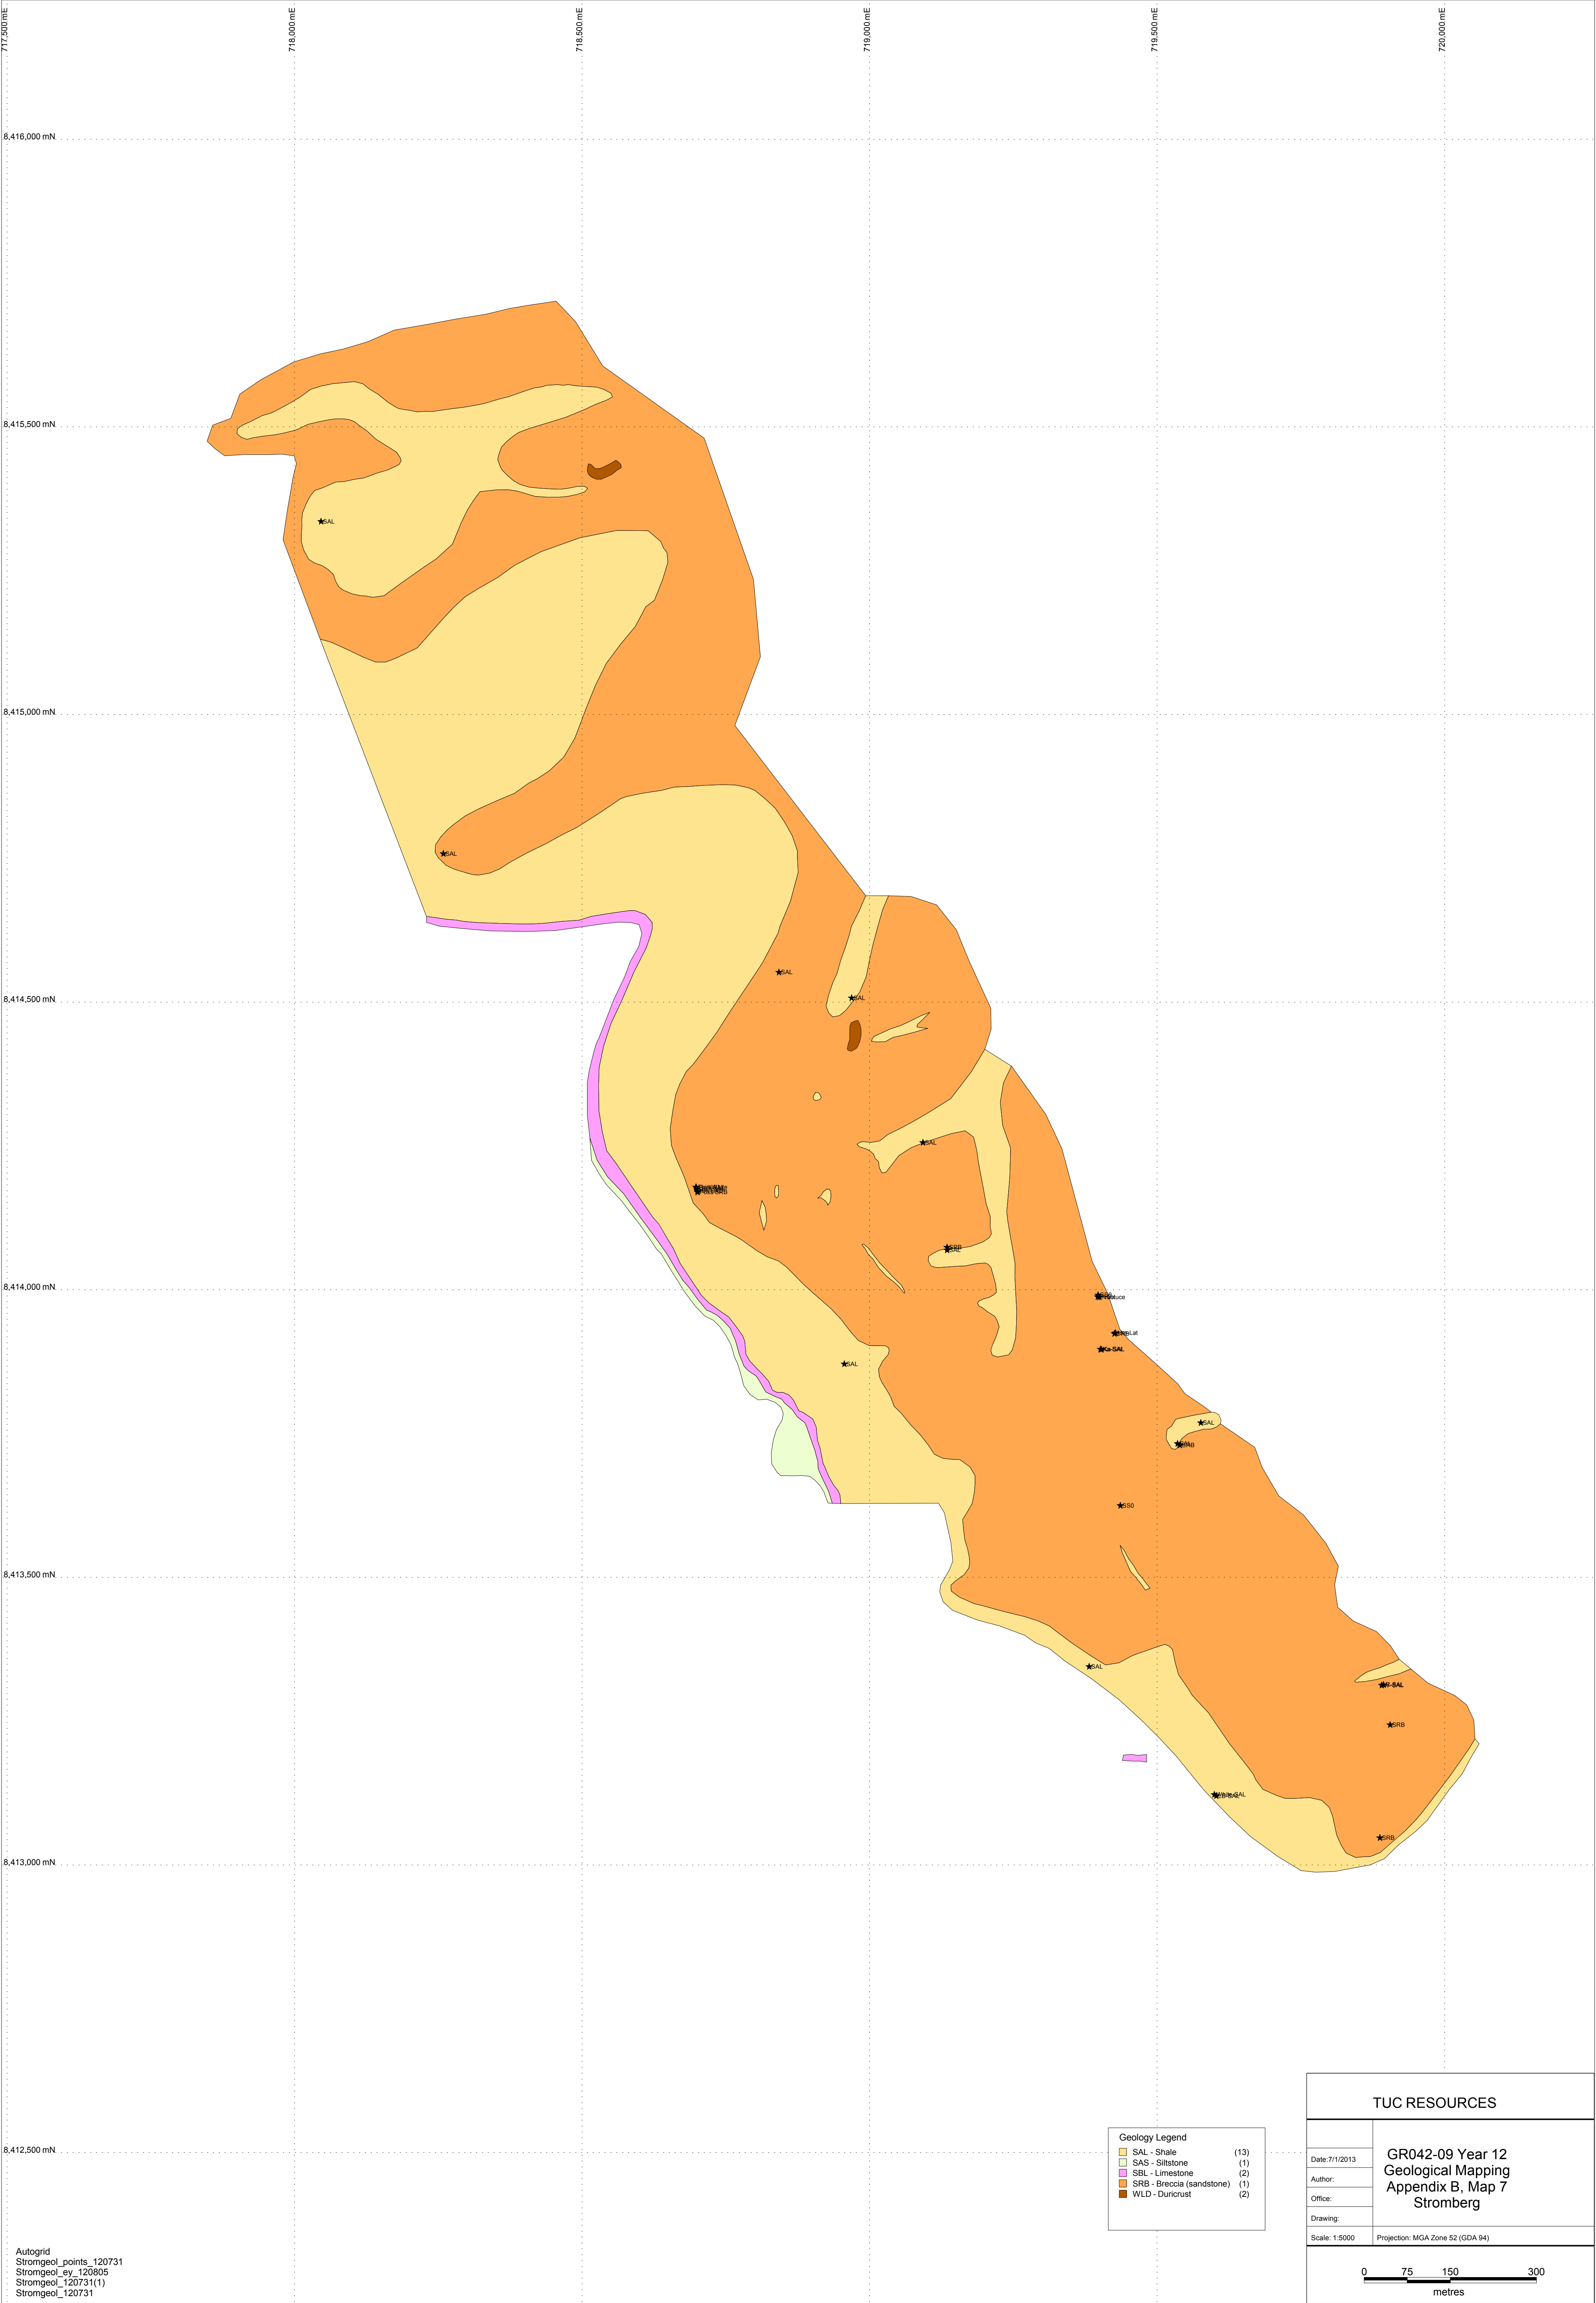 717,500 mE
718,000 mE
718,500 mE
719,000 mE
719,500 mE
720,000 mE
8,416,000 mN
8,415,500 mN
SAL
8,415,000 mN
SAL
SAL
8,414,500 mN
SAL
SAL
SRB
SAL
8,414,000 mN
SAL
SAL
SS0
8,413,500 mN
SAL
SRB
SRB
8,413,000 mN
8,412,500 mN
Geology Legend
SAL - Shale (13)
SAS - Siltstone (1)
SBL - Limestone (2)
SRB - Breccia (sandstone) (1)
WLD - Duricrust (2)
TUC RESOURCES
Date:7/1/2013
Author:
Office:
Drawing:
Scale: 1:5000
GR042-09 Year 12
Geological Mapping
Appendix B, Map 7
Stromberg
Projection: MGA Zone 52 (GDA 94)
0 75 150 300
metres
Autogrid
Stromgeol_points_120731
Stromgeol_ey_120805
Stromgeol_120731(1)
Stromgeol_120731